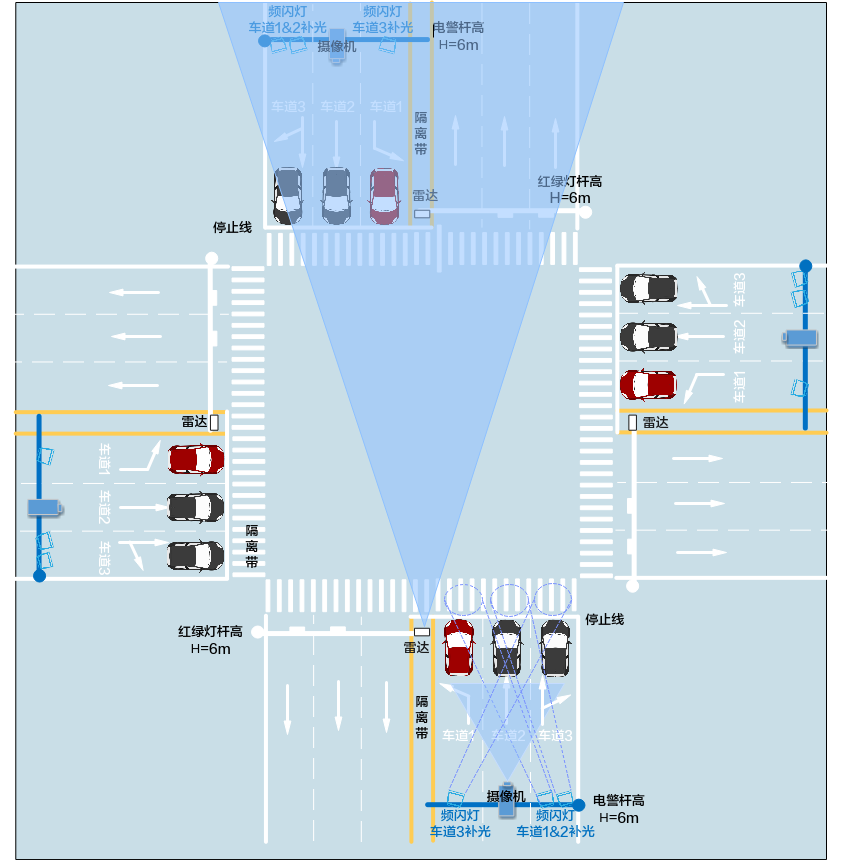 频闪灯
车道1&2补光
频闪灯
车道3补光
摄像机
电警杆高
H=6m
车道3
车道2
车道1
隔
离
带
雷达
红绿灯杆高
H=6m
停止线
车道3
车道2
车道1
雷达
雷达
车道1
车道2
车道3
隔
离
带
停止线
红绿灯杆高
H=6m
雷达
隔
离
带
车道1
车道2
车道3
摄像机
电警杆高
H=6m
频闪灯
车道3补光
频闪灯
车道1&2补光